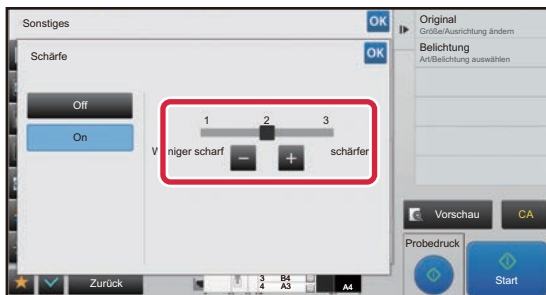 Sonstiges
OK
Schärfe
OK
Off
On
1 2 3
Weniger scharf
schärfer
Zurück
3 B4
4 A3
A4
Original
Größe/Ausrichtung ändern
Belichtung
Art/Belichtung auswählen
Vorschau
CA
Probedruck
Start